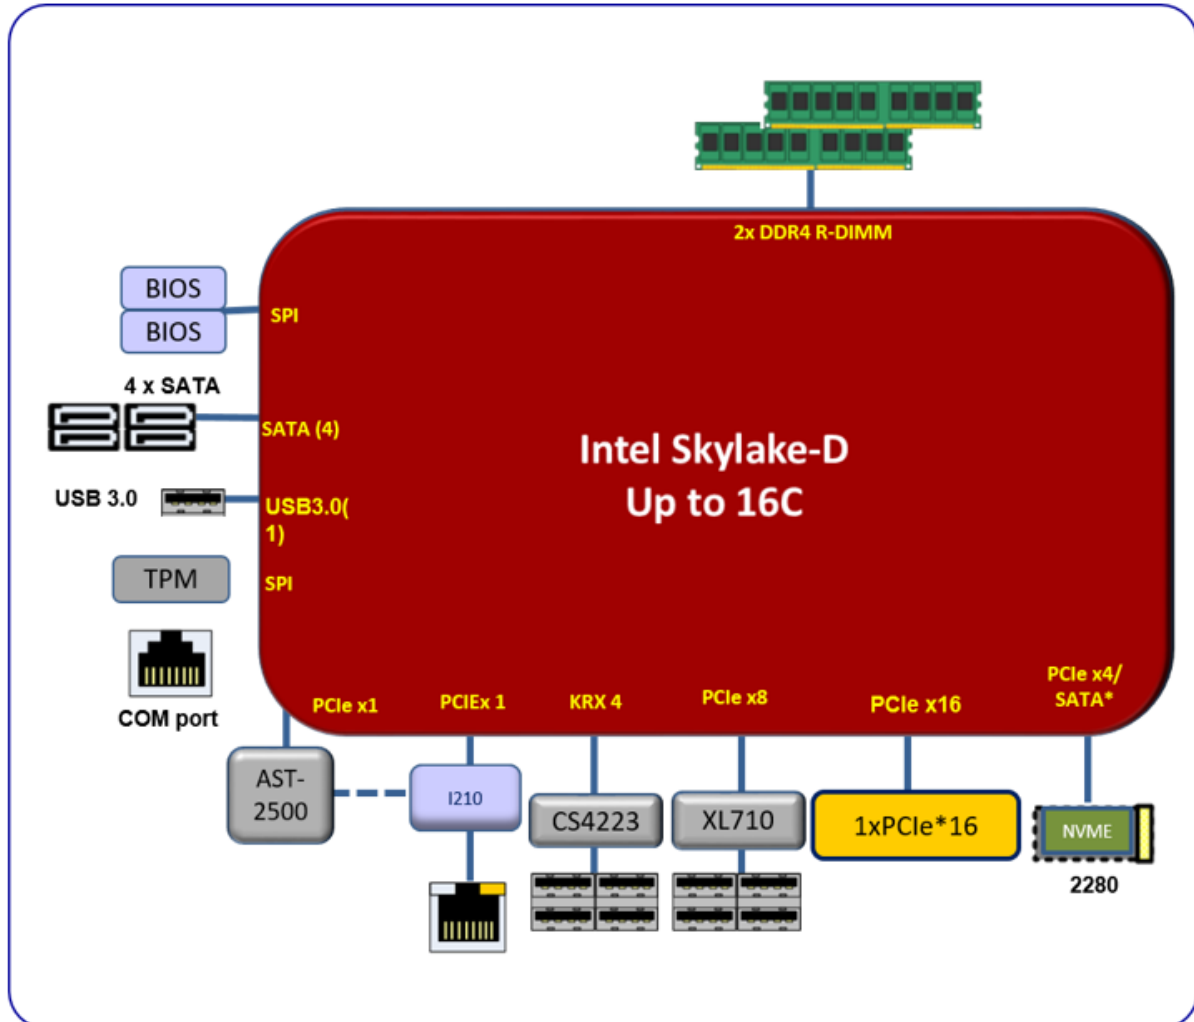 2x DDR4 R-DIMM
BIOS
BIOS
SPI
4 x SATA
SATA (4)
Intel Skylake-D
Up to 16C
USB 3.0
USB3.0(
1)
TPM
SPI
COM port
PCIe x1
PCIEx 1
KRX 4
PCIe x8
PCIe x16
PCIe x4/
SATA*
AST-
2500
I210
CS4223
XL710
1xPCIe*16
NVME
2280